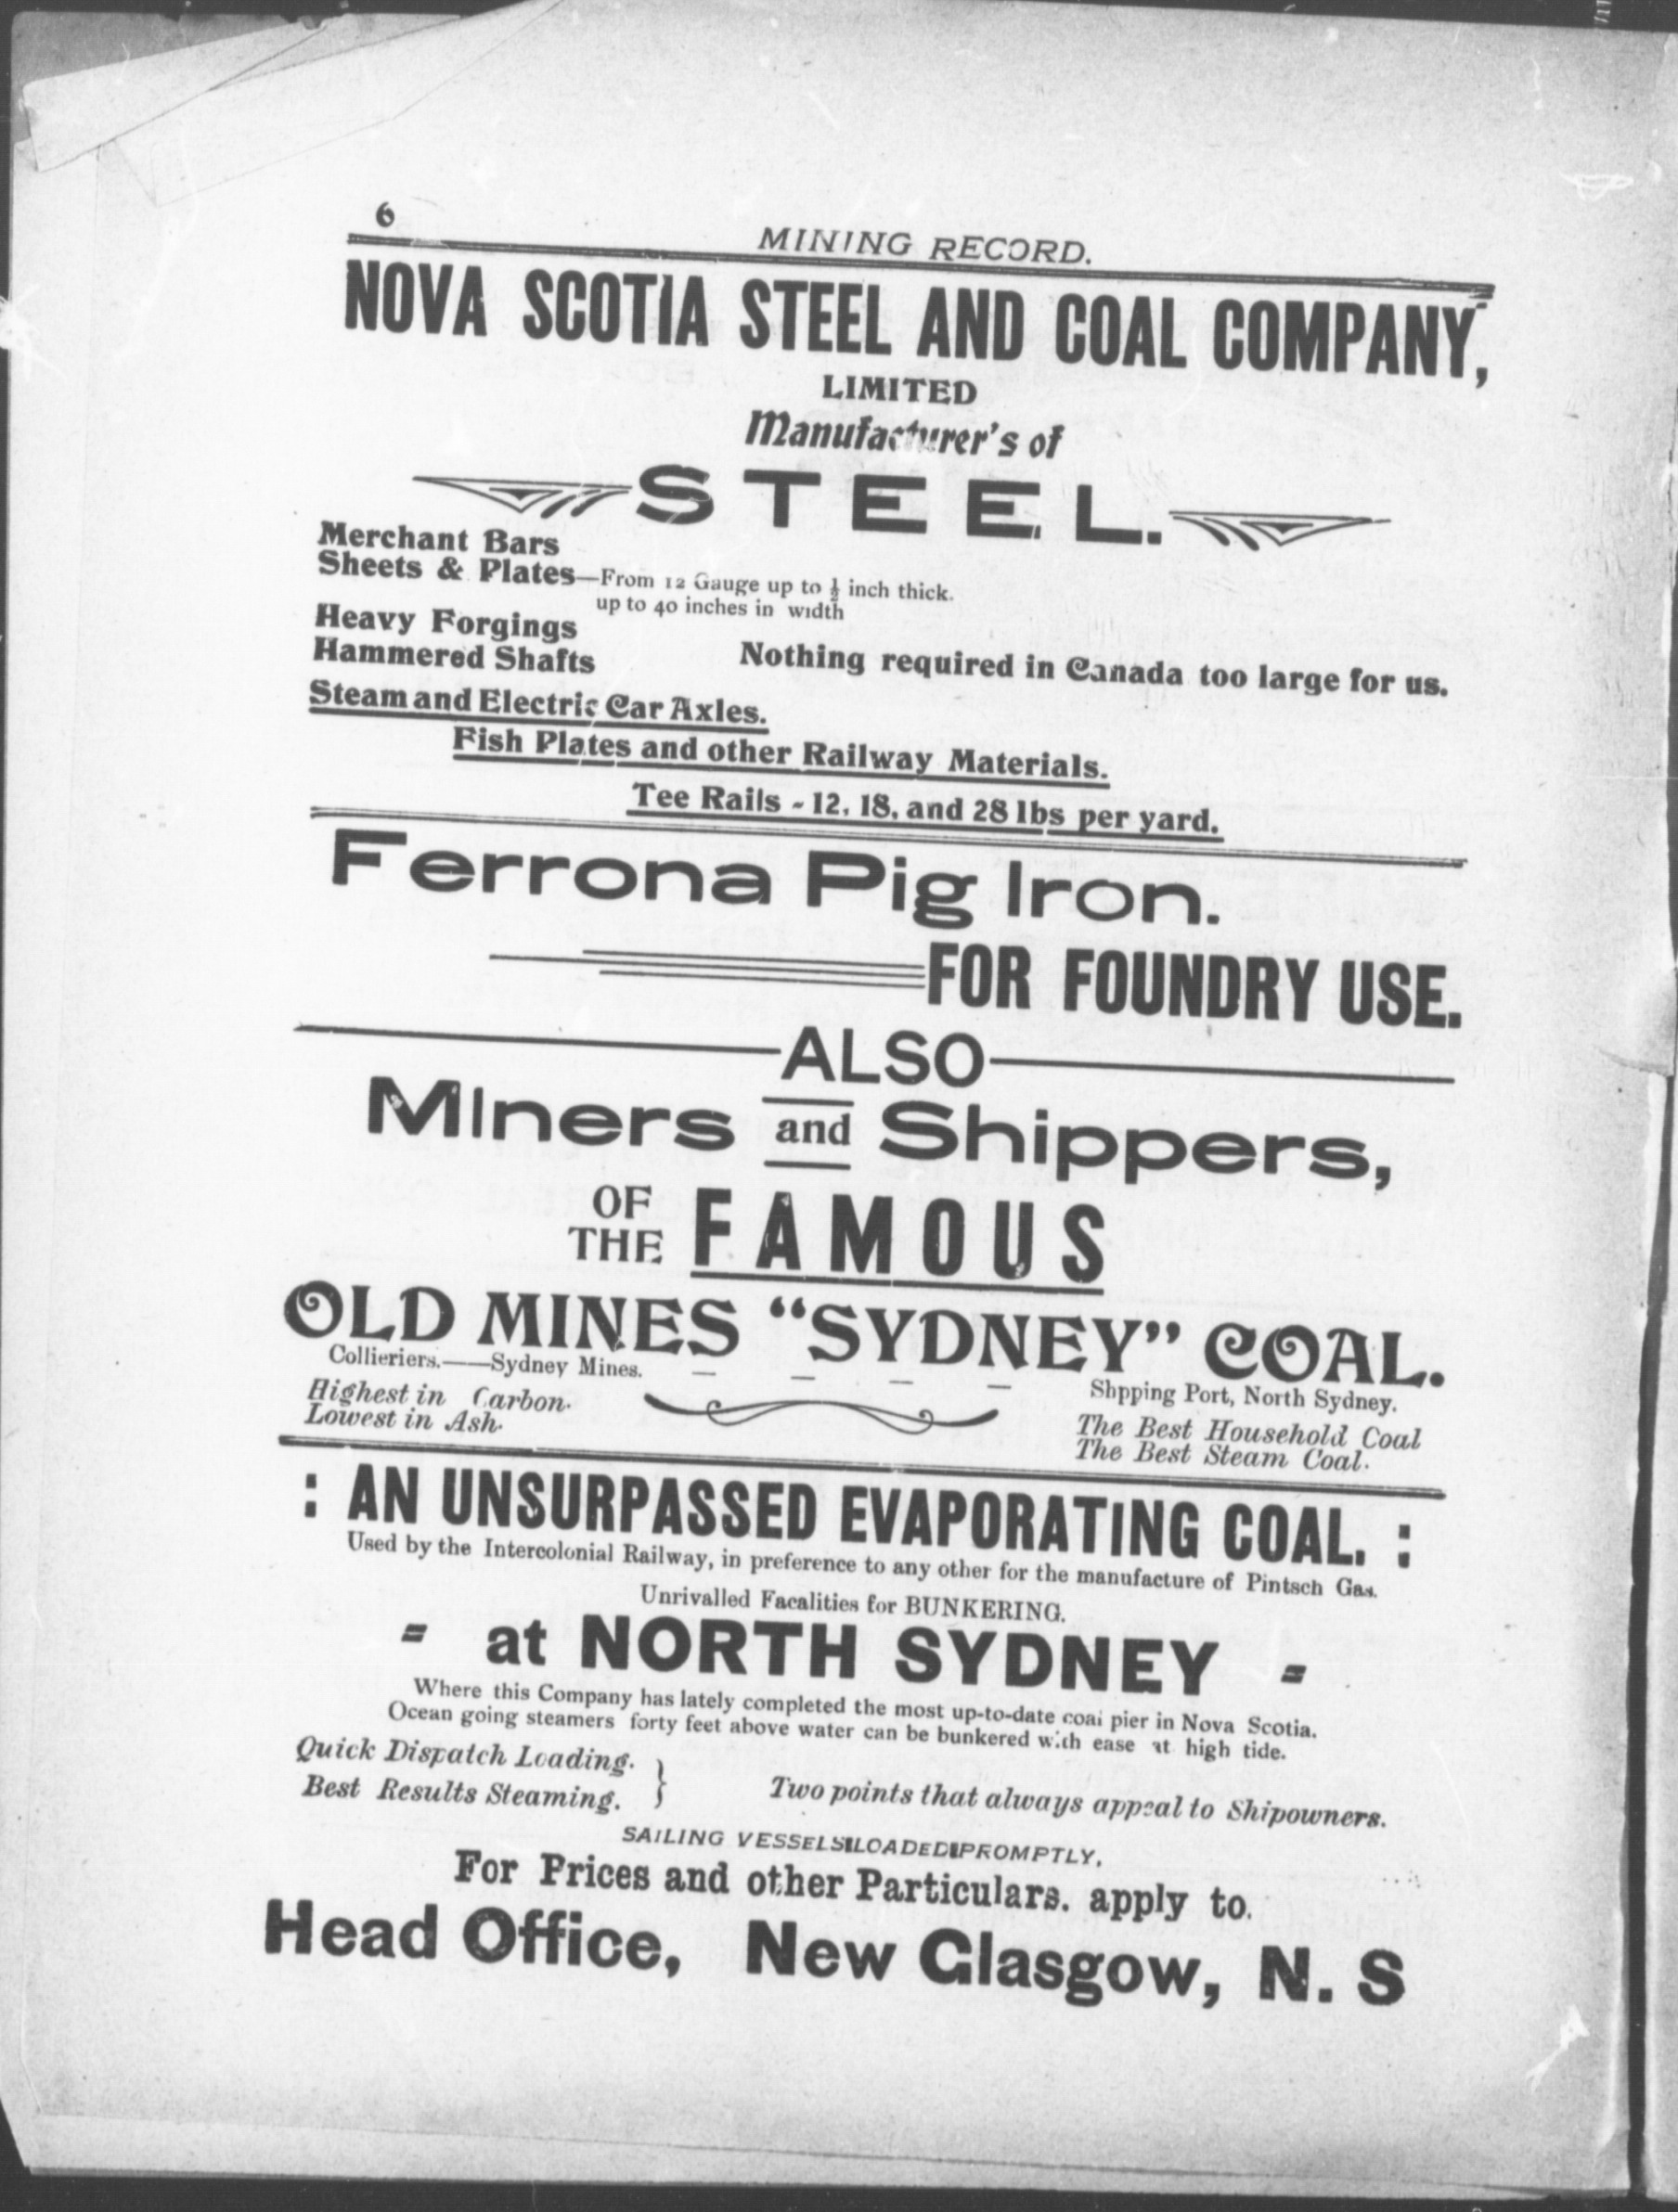 6
MINING RECORD.
NOVA SCOTIA STEEL AND COAL COMPANY,
LIMITED
Manufacturer's of
STEEL.
Merchant Bars
Sheets & Plates—From 12 Gauge up to ½ inch thick.
up to 40 inches in width
Heavy Forgings
Hammered Shafts
Nothing required in Canada too large for us.
Steam and Electric Car Axles.
Fish Plates and other Railway Materials.
Tee Rails - 12, 18, and 28 lbs per yard.
Ferrona Pig Iron.
FOR FOUNDRY USE.
ALSO
Miners and Shippers,
OF THE FAMOUS
OLD MINES "SYDNEY" COAL.
Collieriers.——Sydney Mines.
Shpping Port, North Sydney.
Highest in Carbon.
Lowest in Ash.
The Best Household Coal
The Best Steam Coal.
: AN UNSURPASSED EVAPORATING COAL. :
Used by the Intercolonial Railway, in preference to any other for the manufacture of Pintsch Gas.
Unrivalled Facalities for BUNKERING.
= at NORTH SYDNEY =
Where this Company has lately completed the most up-to-date coal pier in Nova Scotia.
Ocean going steamers forty feet above water can be bunkered with ease at high tide.
Quick Dispatch Loading. }
Best Results Steaming.
Two points that always appeal to Shipowners.
SAILING VESSELS LOADED PROMPTLY,
For Prices and other Particulars. apply to.
Head Office, New Glasgow, N. S